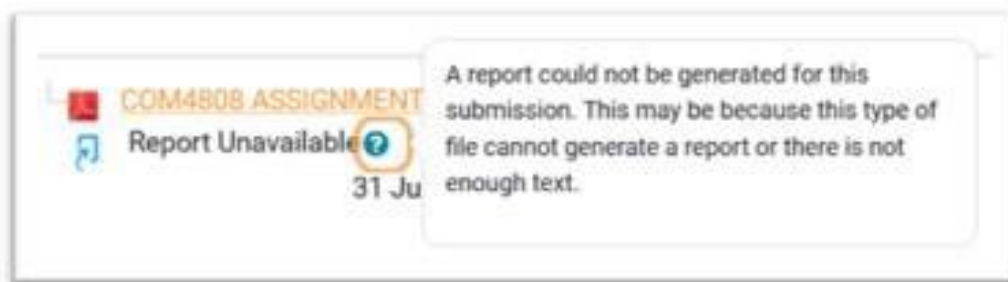 COM4808 ASSIGNMENT
Report Unavailable ?
31 Ju
A report could not be generated for this
submission. This may be because this type of
file cannot generate a report or there is not
enough text.